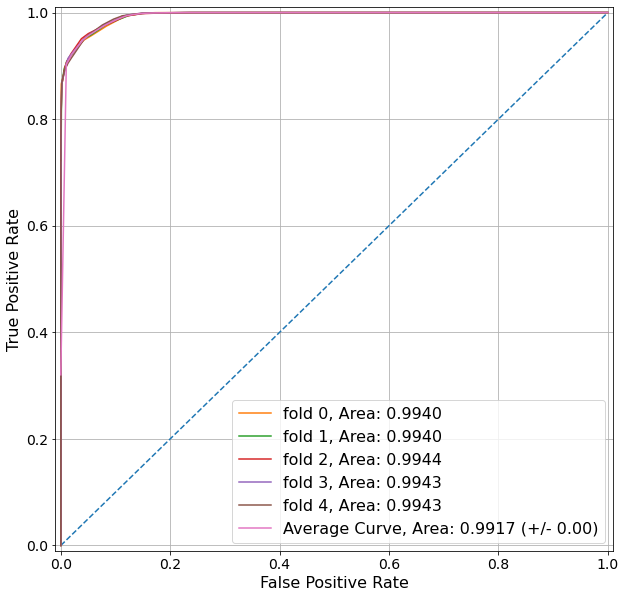 1.0
0.8
0.6
0.4
0.2
0.0
True Positive Rate
fold 0, Area: 0.9940
fold 1, Area: 0.9940
fold 2, Area: 0.9944
fold 3, Area: 0.9943
fold 4, Area: 0.9943
Average Curve, Area: 0.9917 (+/- 0.00)
0.0 0.2 0.4 0.6 0.8 1.0
False Positive Rate